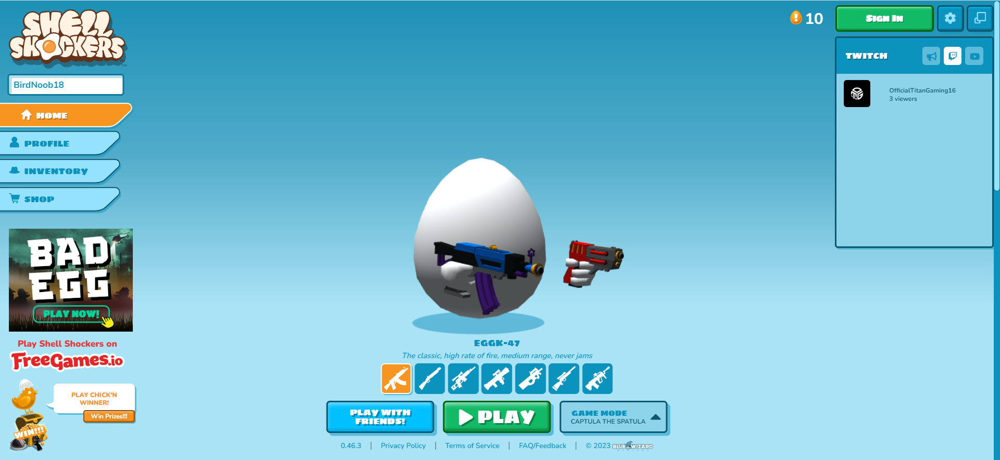 SHELL
SHOCKERS
TM
10
Sign In
BirdNoob18
TWITCH
OfficialTitanGaming16
3 viewers
HOME
PROFILE
INVENTORY
SHOP
BAD
EGG
PLAY NOW!
Play Shell Shockers on
FreeGames.io
PLAY CHICK'N
WINNER!
Win Prizes!!!
WIN!!!
EGGK-47
The classic, high rate of fire, medium range, never jams
PLAY WITH
FRIENDS!
PLAY
GAME MODE
CAPTULA THE SPATULA
0.46.3 | Privacy Policy | Terms of Service | FAQ/Feedback | © 2023 BLUE WIZARD